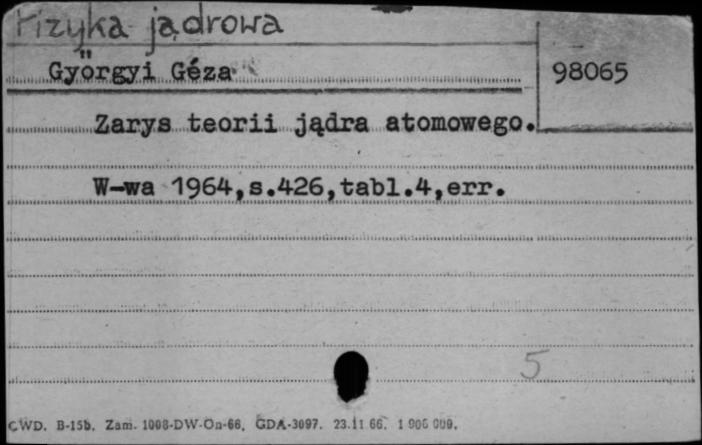 Fizyka jądrowa
Györgyi Géza
98065
Zarys teorii jądra atomowego.
W-wa 1964,s.426,tabl.4,err.
5
CWD. B-15b. Zam. 1008-DW-On-66. GDA-3097. 23.11 66. 1 906 000.